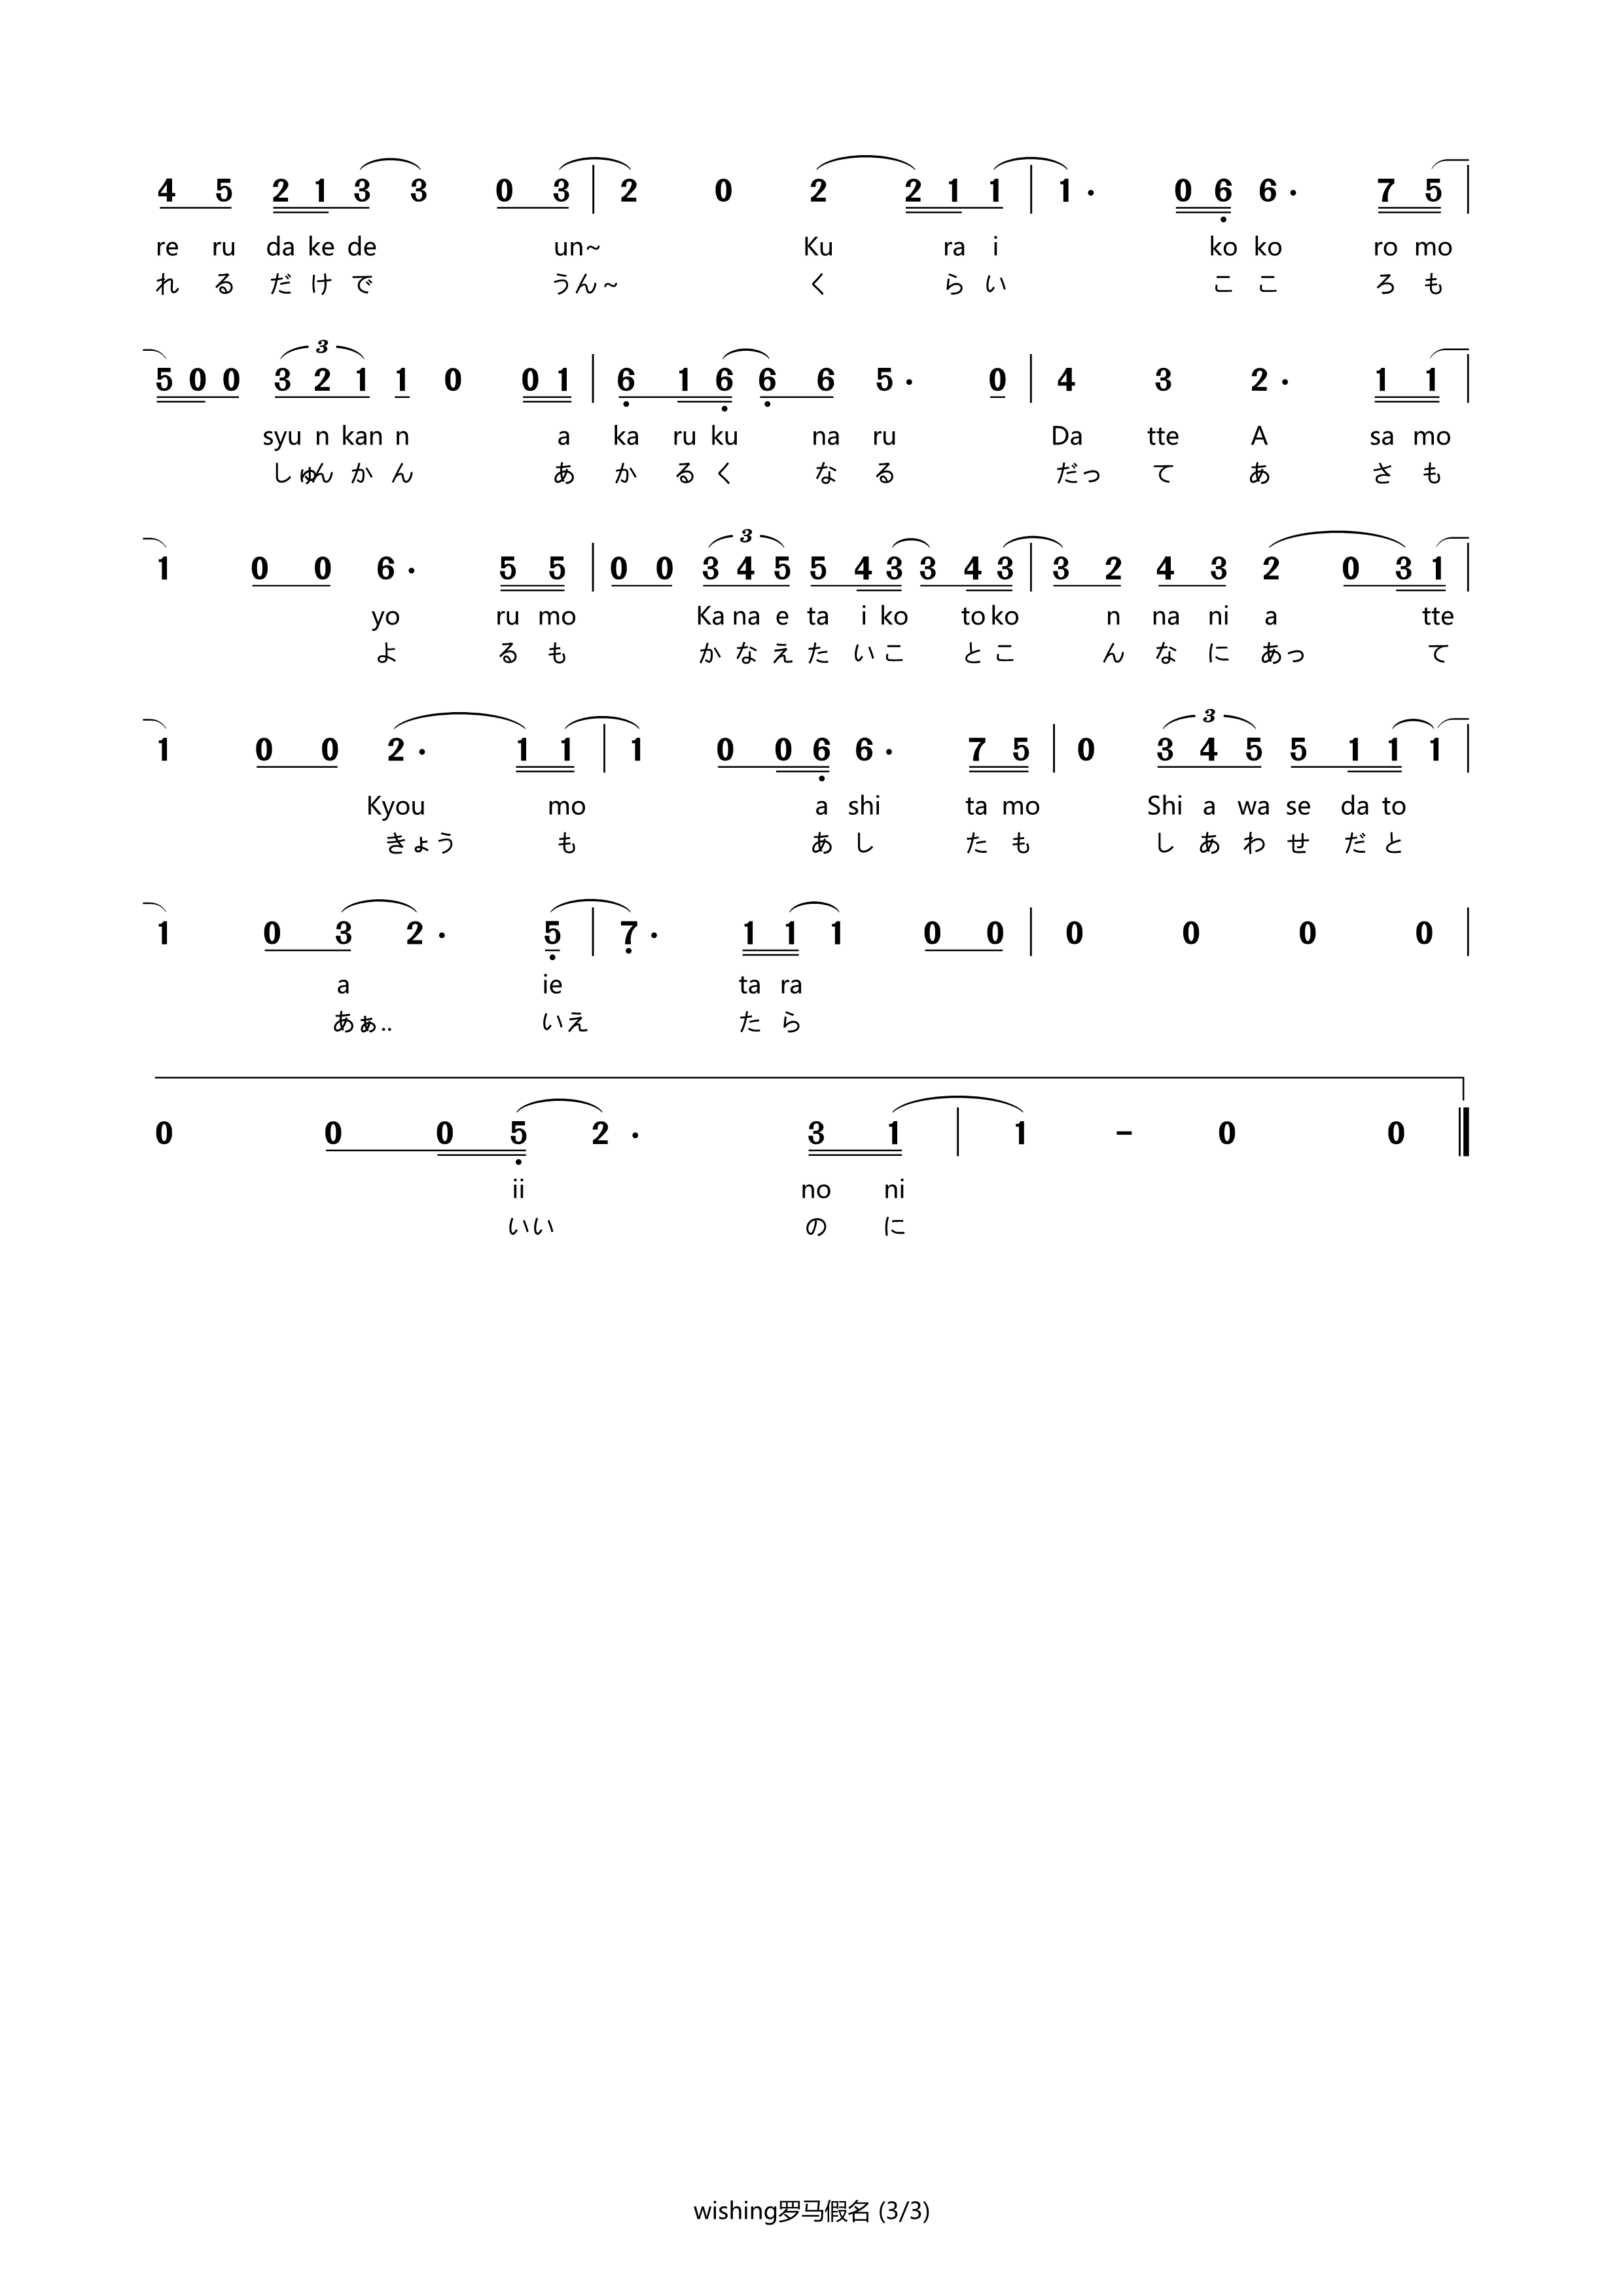 4 5 2 1 3 3 0 3 | 2 0 2 2 1 1 | 1 · 0 6 6 · 7 5 |
re ru da ke de un~ Ku ra i ko ko ro mo
れ る だ け で うん~ く ら い こ こ ろ も
3
5 0 0 3 2 1 1 0 0 1 | 6 1 6 6 6 5 · 0 | 4 3 2 · 1 1 |
syu n kan n a ka ru ku na ru Da tte A sa mo
しゅ ん か ん あ か る く な る だっ て あ さ も
3
1 0 0 6 · 5 5 | 0 0 3 4 5 5 4 3 3 4 3 | 3 2 4 3 2 0 3 1 |
yo ru mo Ka na e ta i ko to ko n na ni a tte
よ る も か な え た い こ と こ ん な に あっ て
3
1 0 0 2 · 1 1 | 1 0 0 6 6 · 7 5 | 0 3 4 5 5 1 1 1 |
Kyou mo a shi ta mo Shi a wa se da to
きょう も あ し た も し あ わ せ だ と
1 0 3 2 · 5 | 7 · 1 1 1 0 0 | 0 0 0 0 |
a ie ta ra
あぁ.. いえ た ら
0 0 0 5 2 · 3 1 | 1 - 0 0 ‖
ii no ni
いい の に
wishing罗马假名 (3/3)